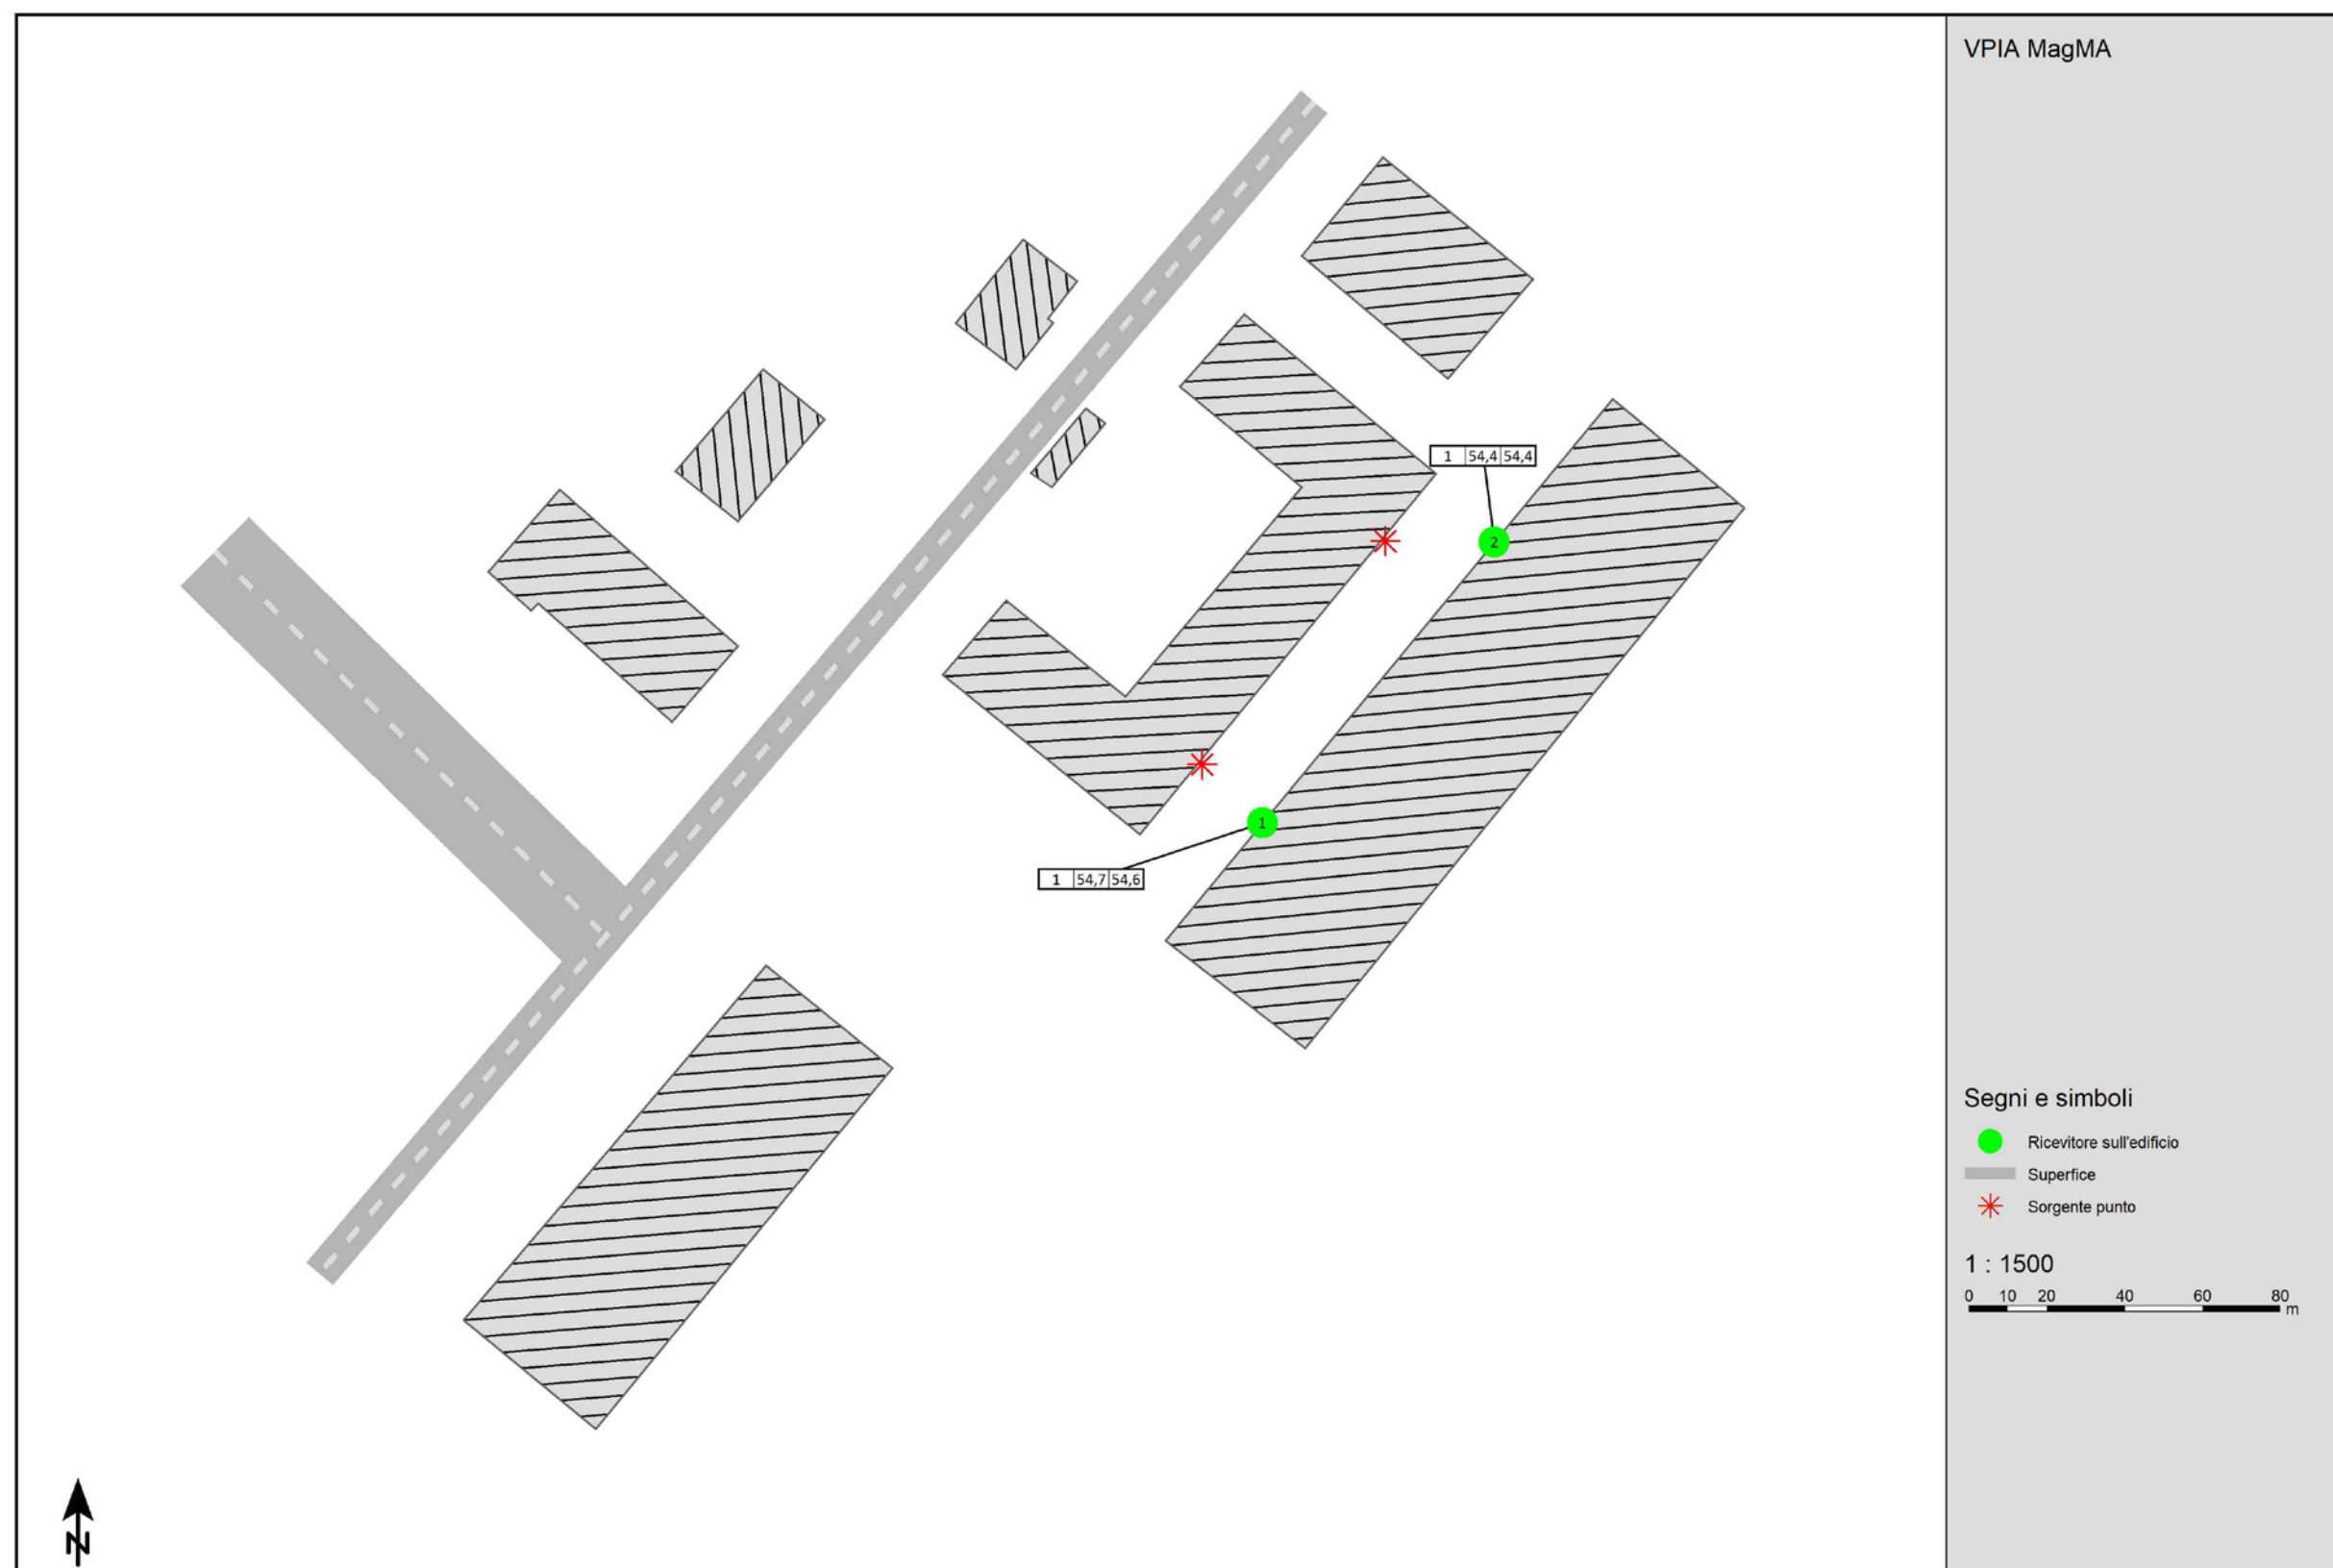 VPIA MagMA
1 54,4 54,4
2
1
1 54,7 54,6
Segni e simboli
Ricevitore sull'edificio
Superfice
Sorgente punto
1 : 1500
0 10 20 40 60 80
m
N